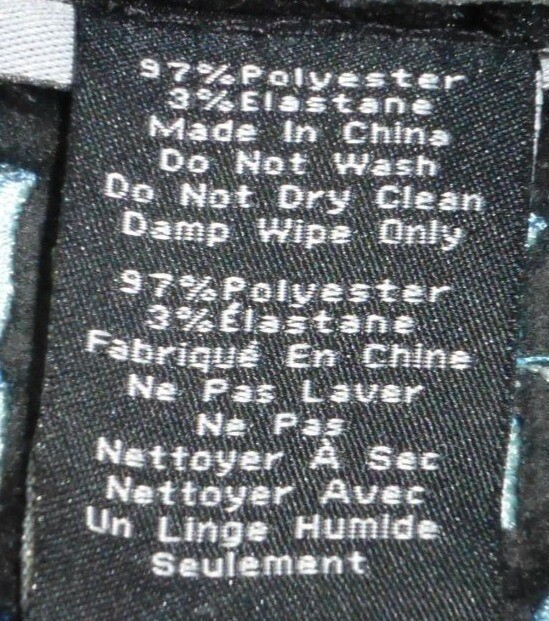 97%Polyester
3%Elastane
Made In China
Do Not Wash
Do Not Dry Clean
Damp Wipe Only
97%Polyester
3%Élastane
Fabriqué En Chine
Ne Pas Laver
Ne Pas
Nettoyer À Sec
Nettoyer Avec
Un Linge Humide
Seulement